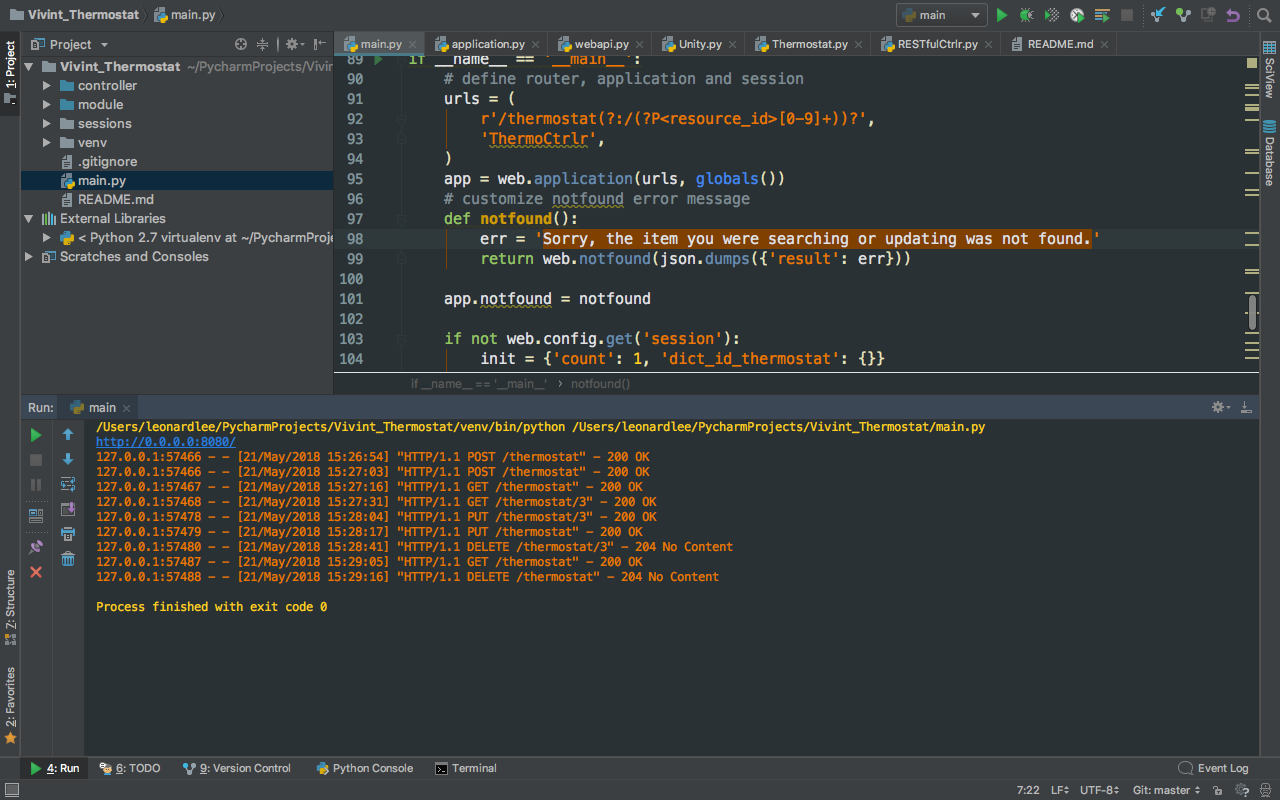 Vivint_Thermostat main.py main
1: Project
Project
main.py application.py webapi.py Unity.py Thermostat.py RESTfulCtrlr.py README.md
Vivint_Thermostat ~/PycharmProjects/Vivir
controller
module
sessions
venv
.gitignore
main.py
README.md
External Libraries
< Python 2.7 virtualenv at ~/PycharmProje
Scratches and Consoles
89 if __name__ == '__main__':
90 # define router, application and session
91 urls = (
92 r'/thermostat(?:/(?P<resource_id>[0-9]+))?',
93 'ThermoCtrlr',
94 )
95 app = web.application(urls, globals())
96 # customize notfound error message
97 def notfound():
98 err = 'Sorry, the item you were searching or updating was not found.'
99 return web.notfound(json.dumps({'result': err}))
100
101 app.notfound = notfound
102
103 if not web.config.get('session'):
104 init = {'count': 1, 'dict_id_thermostat': {}}
if __name__ == '__main__' › notfound()
SciView
Database
Run: main
/Users/leonardlee/PycharmProjects/Vivint_Thermostat/venv/bin/python /Users/leonardlee/PycharmProjects/Vivint_Thermostat/main.py
http://0.0.0.0:8080/
127.0.0.1:57466 - - [21/May/2018 15:26:54] "HTTP/1.1 POST /thermostat" - 200 OK
127.0.0.1:57466 - - [21/May/2018 15:27:03] "HTTP/1.1 POST /thermostat" - 200 OK
127.0.0.1:57467 - - [21/May/2018 15:27:16] "HTTP/1.1 GET /thermostat" - 200 OK
127.0.0.1:57468 - - [21/May/2018 15:27:31] "HTTP/1.1 GET /thermostat/3" - 200 OK
127.0.0.1:57478 - - [21/May/2018 15:28:04] "HTTP/1.1 PUT /thermostat/3" - 200 OK
127.0.0.1:57479 - - [21/May/2018 15:28:17] "HTTP/1.1 PUT /thermostat" - 200 OK
127.0.0.1:57480 - - [21/May/2018 15:28:41] "HTTP/1.1 DELETE /thermostat/3" - 204 No Content
127.0.0.1:57487 - - [21/May/2018 15:29:05] "HTTP/1.1 GET /thermostat" - 200 OK
127.0.0.1:57488 - - [21/May/2018 15:29:16] "HTTP/1.1 DELETE /thermostat" - 204 No Content
Process finished with exit code 0
7: Structure
2: Favorites
4: Run 6: TODO 9: Version Control Python Console Terminal Event Log
7:22 LF UTF-8 Git: master